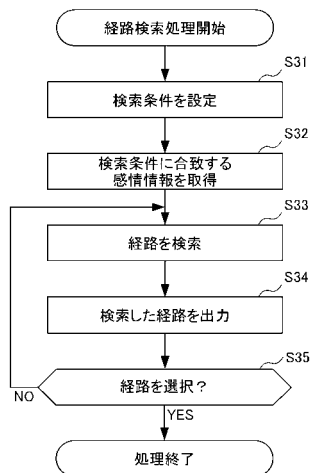 経路検索処理開始
S31
検索条件を設定
S32
検索条件に合致する
感情情報を取得
S33
経路を検索
S34
検索した経路を出力
S35
経路を選択？
NO
YES
処理終了